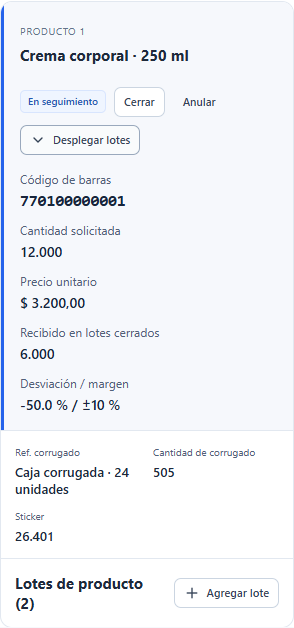 PRODUCTO 1
Crema corporal · 250 ml
En seguimiento
Cerrar
Anular
Desplegar lotes
Código de barras
770100000001
Cantidad solicitada
12.000
Precio unitario
$ 3.200,00
Recibido en lotes cerrados
6.000
Desviación / margen
-50.0 % / ±10 %
Ref. corrugado
Caja corrugada · 24
unidades
Cantidad de corrugado
505
Sticker
26.401
Lotes de producto
(2)
Agregar lote